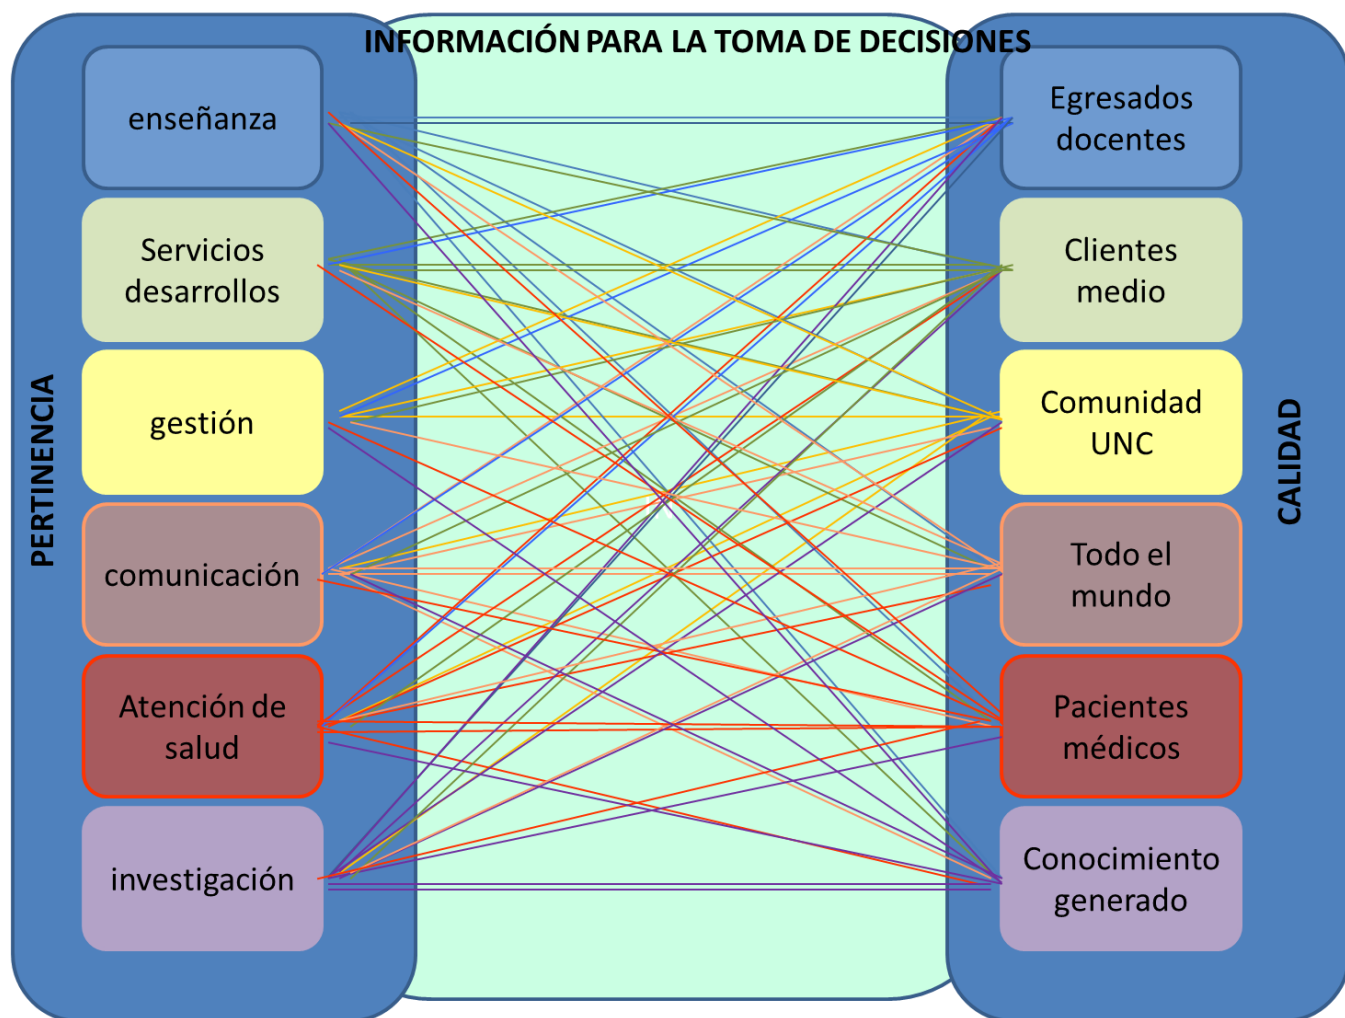 INFORMACIÓN PARA LA TOMA DE DECISIONES
PERTINENCIA
enseñanza
Servicios
desarrollos
gestión
comunicación
Atención de
salud
investigación
Egresados
docentes
Clientes
medio
Comunidad
UNC
Todo el
mundo
Pacientes
médicos
Conocimiento
generado
CALIDAD